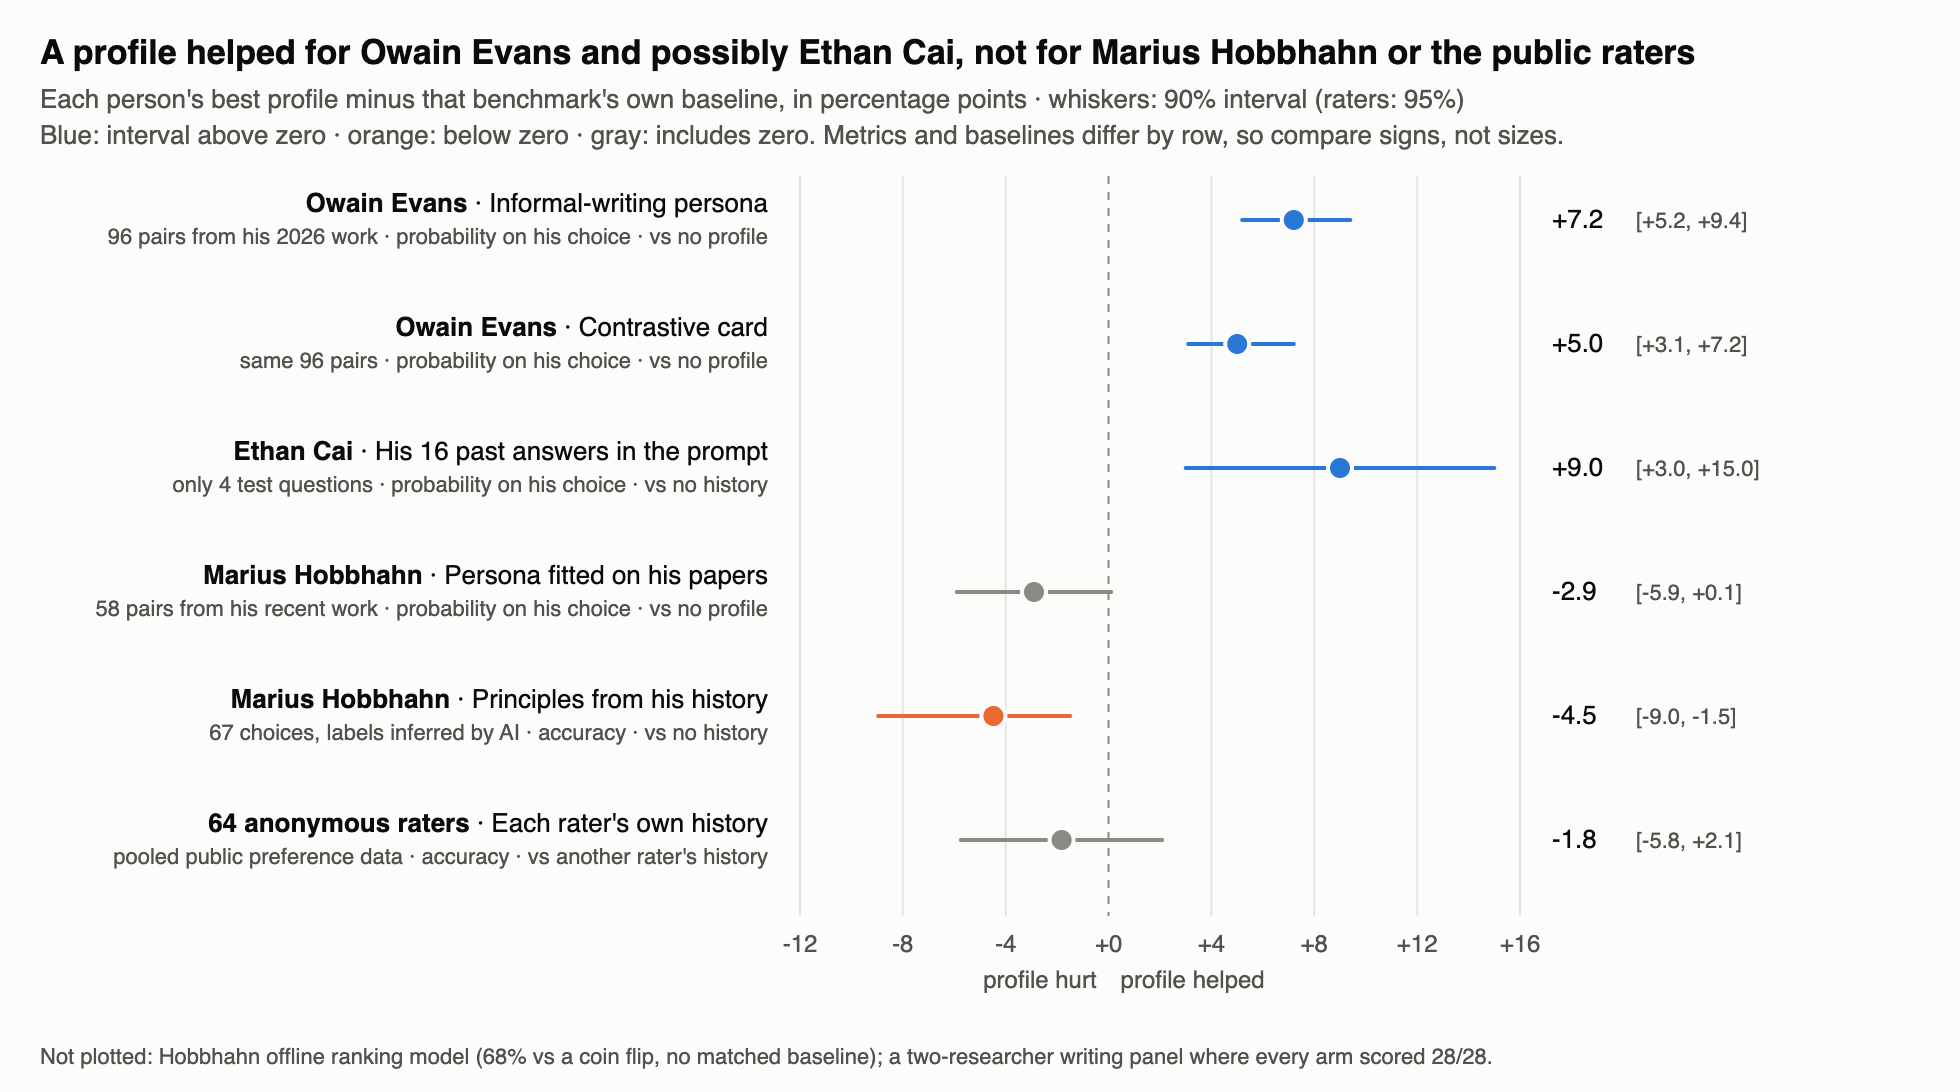 A profile helped for Owain Evans and possibly Ethan Cai, not for Marius Hobbhahn or the public raters
Each person's best profile minus that benchmark's own baseline, in percentage points · whiskers: 90% interval (raters: 95%)
Blue: interval above zero · orange: below zero · gray: includes zero. Metrics and baselines differ by row, so compare signs, not sizes.
Owain Evans · Informal-writing persona
96 pairs from his 2026 work · probability on his choice · vs no profile
+7.2 [+5.2, +9.4]
Owain Evans · Contrastive card
same 96 pairs · probability on his choice · vs no profile
+5.0 [+3.1, +7.2]
Ethan Cai · His 16 past answers in the prompt
only 4 test questions · probability on his choice · vs no history
+9.0 [+3.0, +15.0]
Marius Hobbhahn · Persona fitted on his papers
58 pairs from his recent work · probability on his choice · vs no profile
-2.9 [-5.9, +0.1]
Marius Hobbhahn · Principles from his history
67 choices, labels inferred by AI · accuracy · vs no history
-4.5 [-9.0, -1.5]
64 anonymous raters · Each rater's own history
pooled public preference data · accuracy · vs another rater's history
-1.8 [-5.8, +2.1]
-12 -8 -4 +0 +4 +8 +12 +16
profile hurt profile helped
Not plotted: Hobbhahn offline ranking model (68% vs a coin flip, no matched baseline); a two-researcher writing panel where every arm scored 28/28.